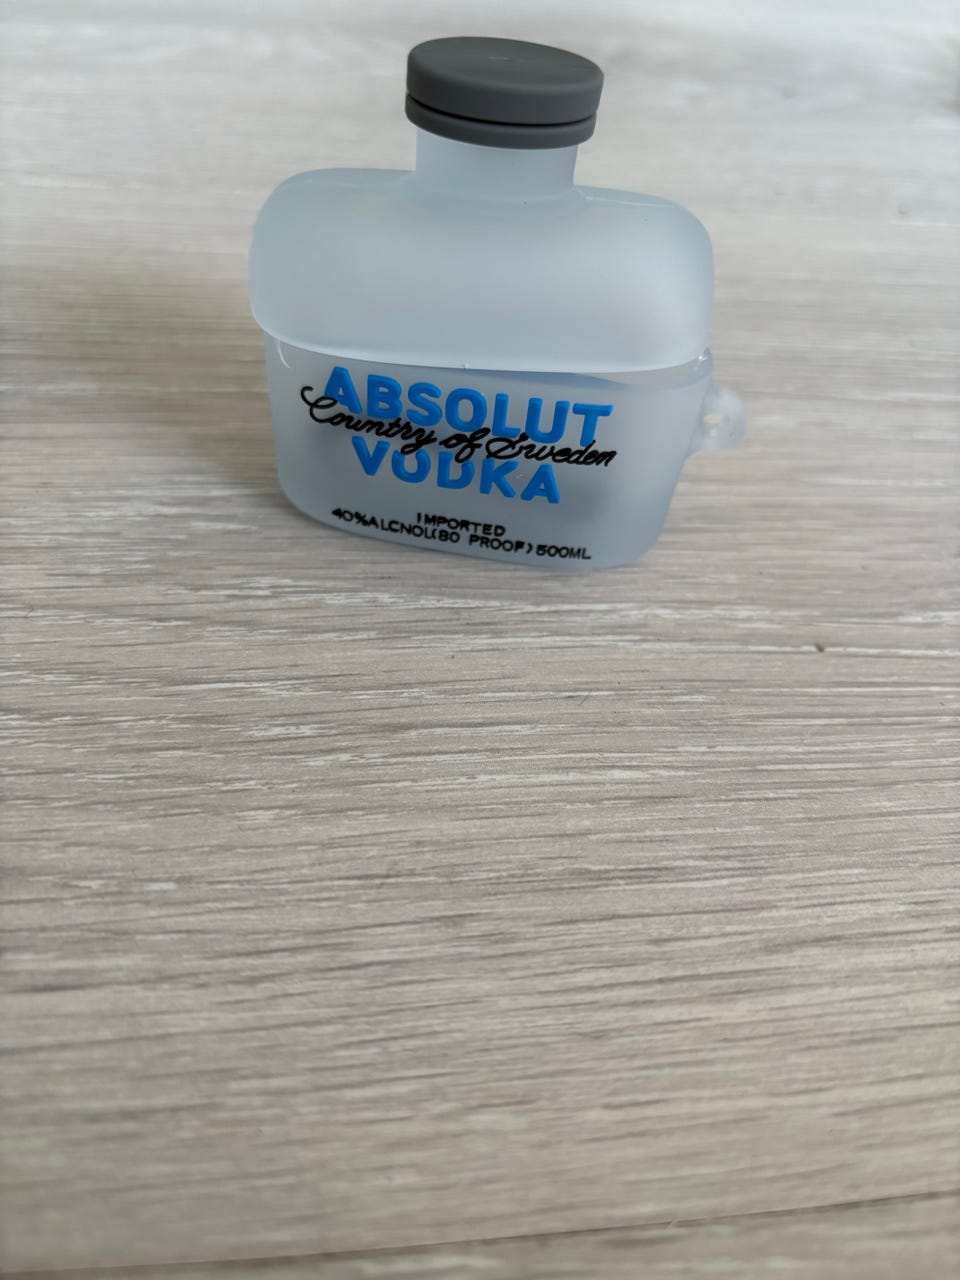 ABSOLUT
Country of Sweden
VODKA
IMPORTED
40%ALCNOL(80 PROOF)500ML